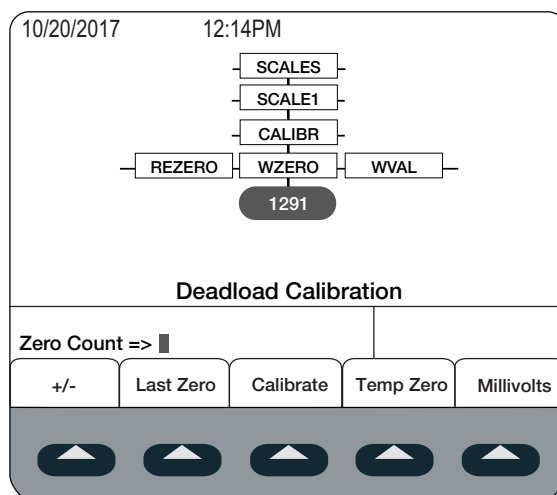 10/20/2017 12:14PM
SCALES
SCALE1
CALIBR
REZERO WZERO WVAL
1291
Deadload Calibration
Zero Count =>
+/- Last Zero Calibrate Temp Zero Millivolts